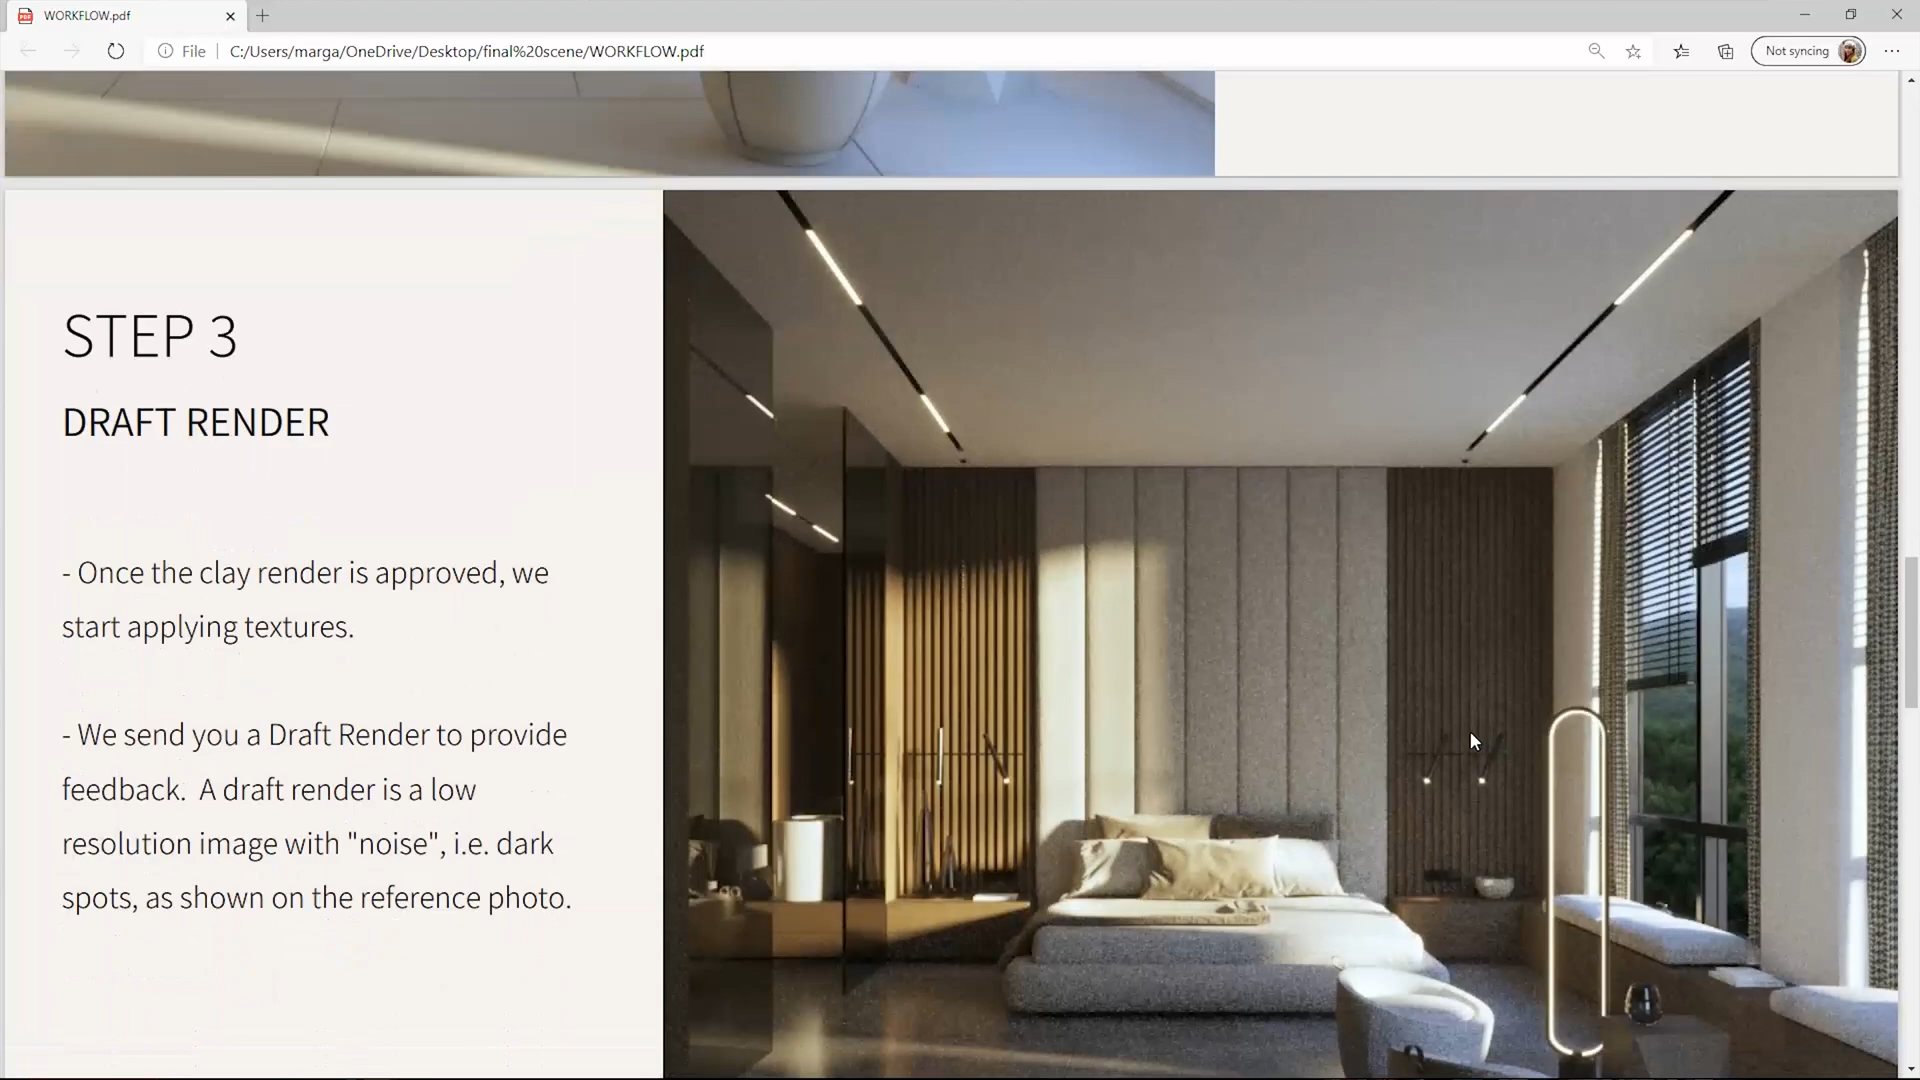 WORKFLOW.pdf
File
C:/Users/marga/OneDrive/Desktop/final%20scene/WORKFLOW.pdf
Not syncing
STEP 3
DRAFT RENDER
- Once the clay render is approved, we
start applying textures.
- We send you a Draft Render to provide
feedback. A draft render is a low
resolution image with "noise", i.e. dark
spots, as shown on the reference photo.